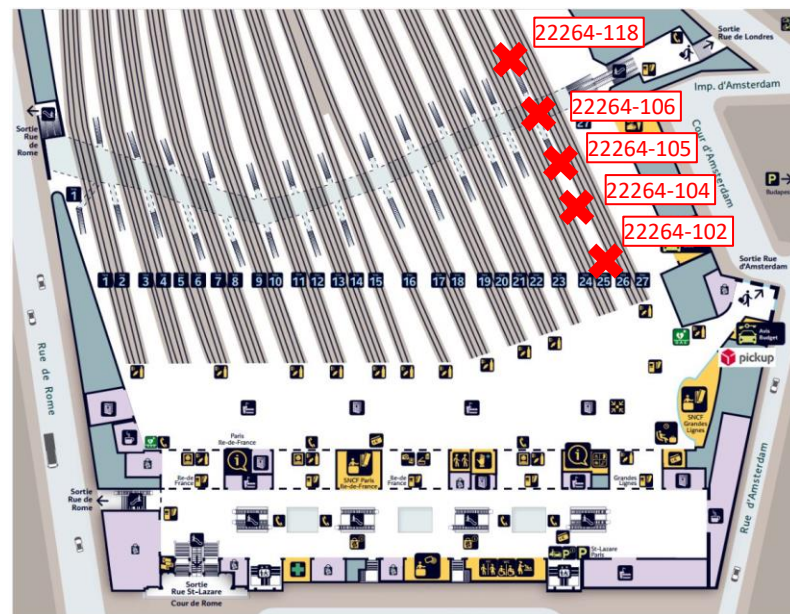 22264-118
Sortie
Rue de Londres
Imp. d'Amsterdam
22264-106
27
Cour d'Amsterdam
22264-105
Sortie
Rue
de
Rome
P
Budapest
1
22264-104
22264-102
Sortie Rue
d'Amsterdam
1 2 3 4 5 6 7 8 9 10 11 12 13 14 15 16 17 18 19 20 21 22 23 24 25 26 27
Avis
Budget
pickup
Rue de Rome
SNCF
Grandes
Lignes
Paris
Ile-de-France
Ile-de-
France
SNCF Paris
Ile-de-France
Ile-de-
France
Grandes
Lignes
Rue d'Amsterdam
Sortie
Rue de
Rome
St-Lazare
Paris
P P
Sortie
Rue St-Lazare
Cour de Rome